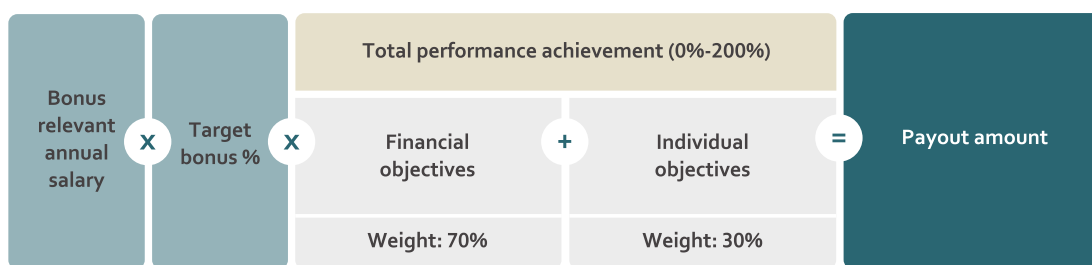 Bonus
relevant
annual
salary
x
Target
bonus %
x
Total performance achievement (0%-200%)
Financial
objectives
+
Individual
objectives
Weight: 70%
Weight: 30%
=
Payout amount